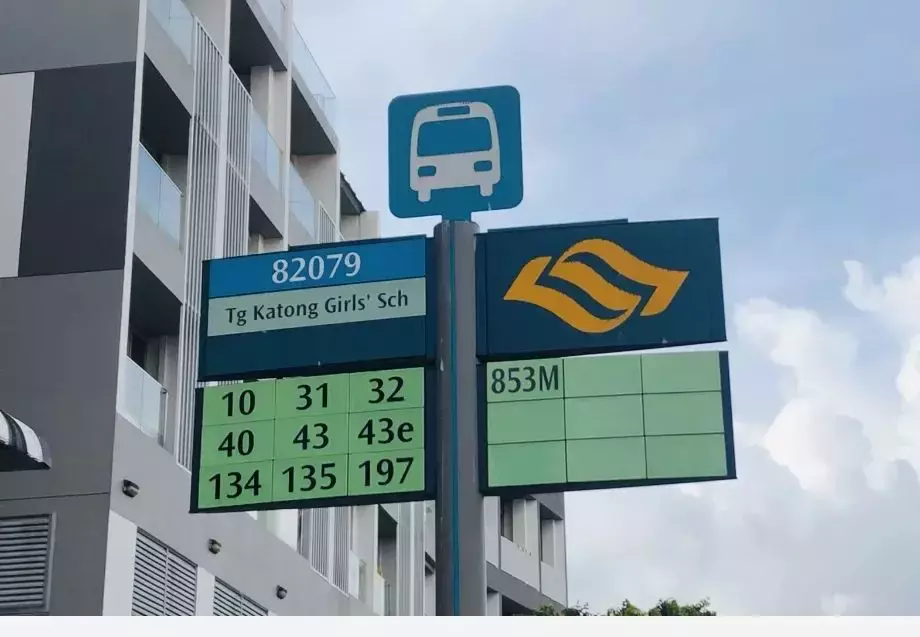 82079
Tg Katong Girls' Sch
10 31 32
40 43 43e
134 135 197
853M